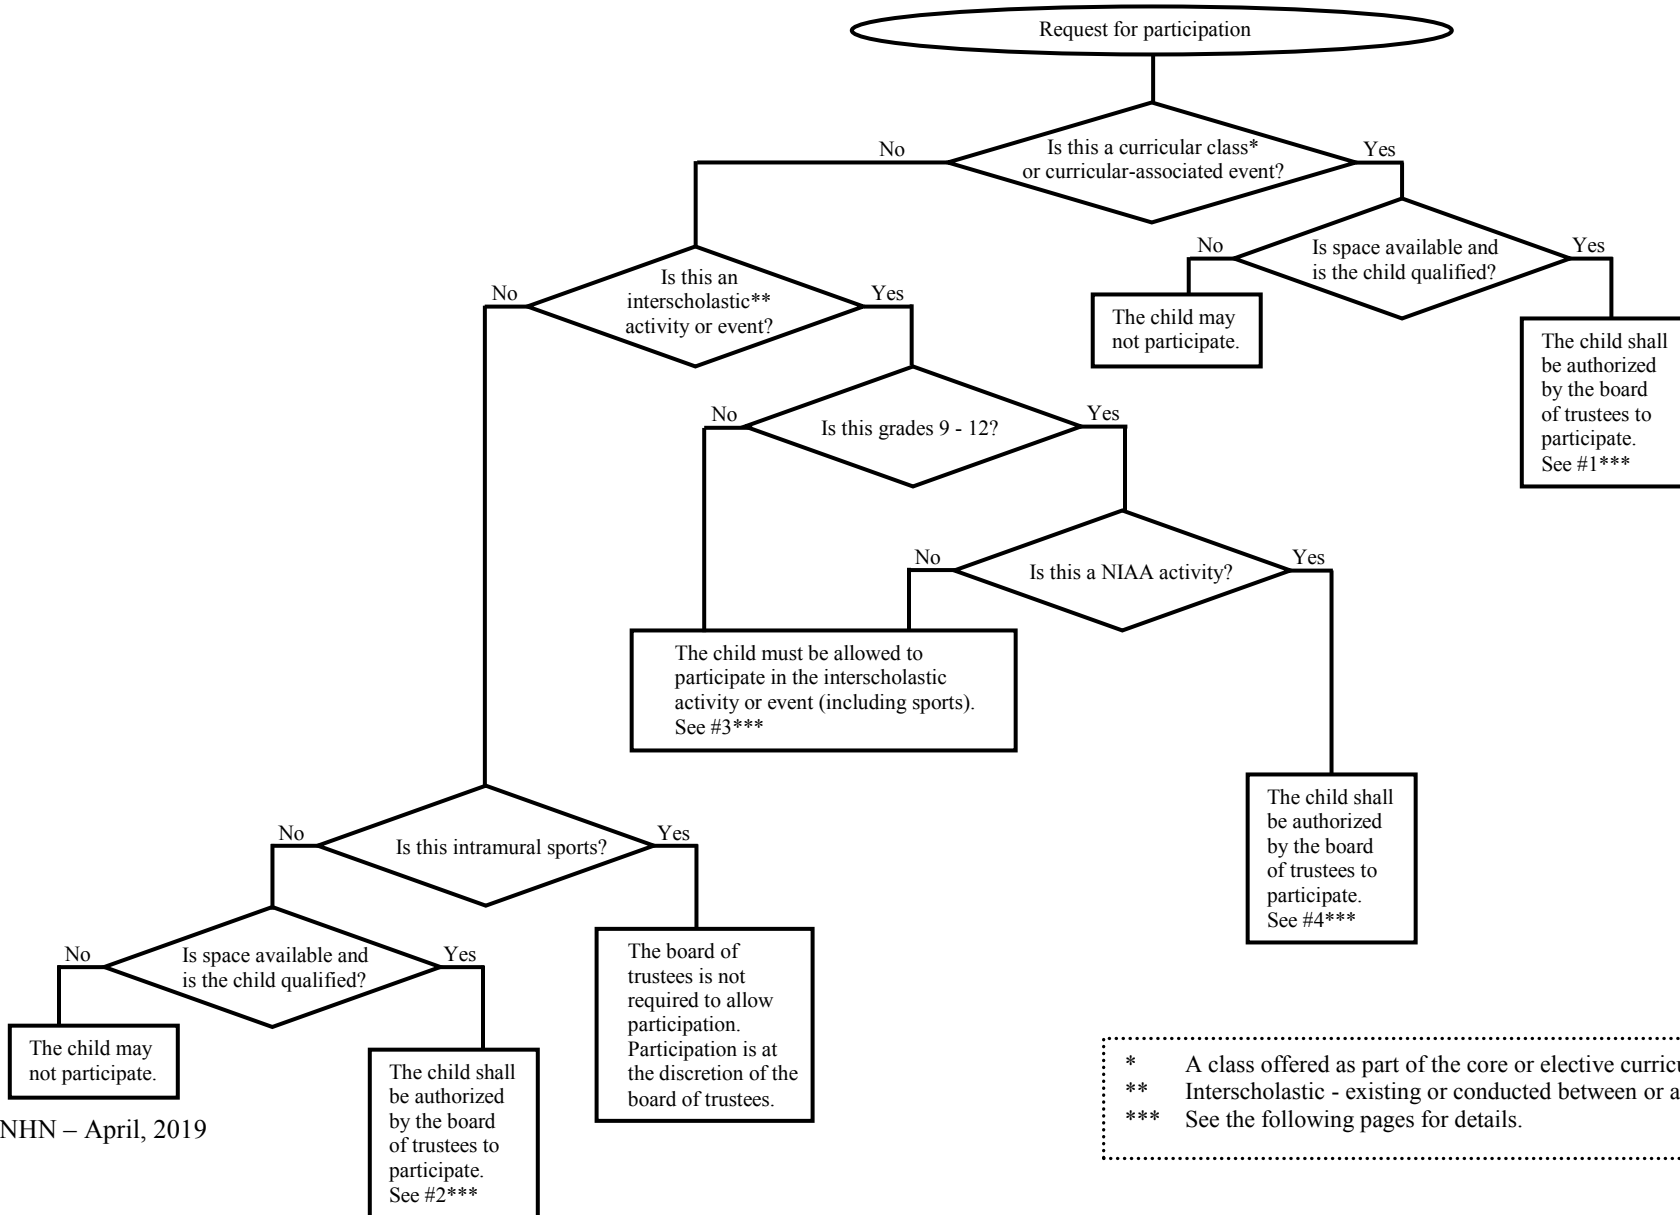 Request for participation
Is this a curricular class*
or curricular-associated event?
No
Yes
Is space available and
is the child qualified?
No
Yes
The child may
not participate.
The child shall
be authorized
by the board
of trustees to
participate.
See #1***
Is this an
interscholastic**
activity or event?
No
Yes
Is this grades 9 - 12?
No
Yes
Is this a NIAA activity?
No
Yes
The child must be allowed to
participate in the interscholastic
activity or event (including sports).
See #3***
The child shall
be authorized
by the board
of trustees to
participate.
See #4***
Is this intramural sports?
No
Yes
Is space available and
is the child qualified?
No
Yes
The board of
trustees is not
required to allow
participation.
Participation is at
the discretion of the
board of trustees.
The child may
not participate.
The child shall
be authorized
by the board
of trustees to
participate.
See #2***
NHN – April, 2019
* A class offered as part of the core or elective
** Interscholastic - existing or conducted between or
*** See the following pages for details.